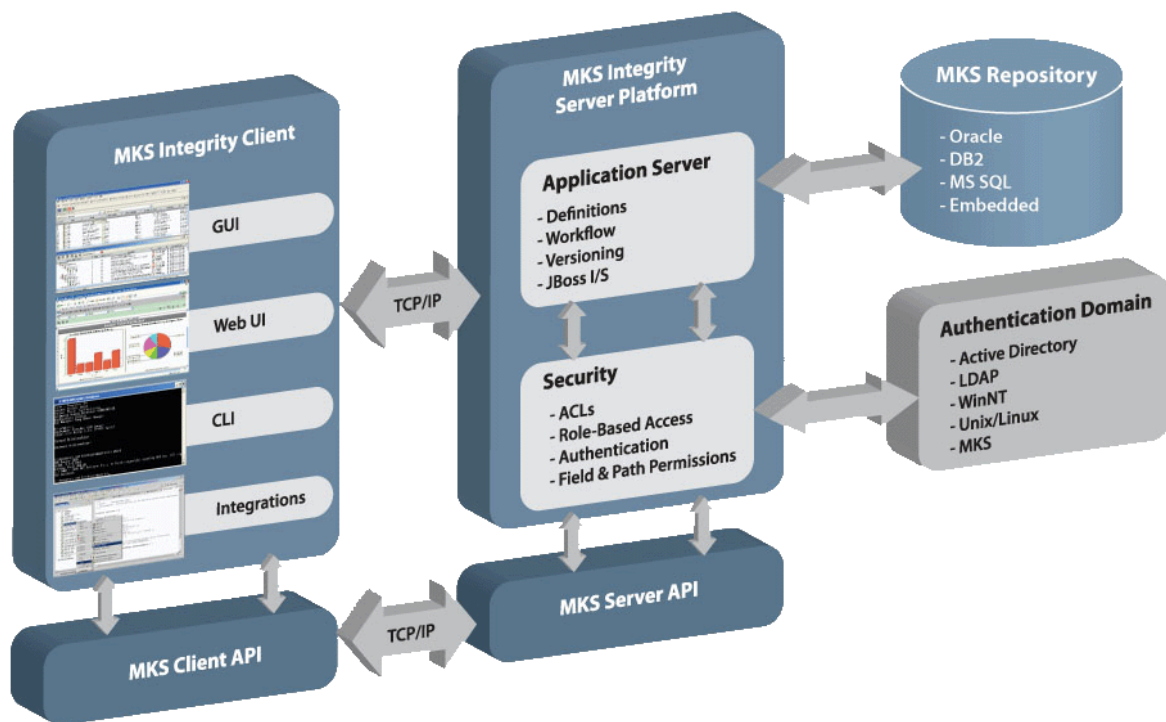 MKS Integrity Client
GUI
Web UI
CLI
Integrations
MKS Client API
TCP/IP
TCP/IP
MKS Integrity
Server Platform
Application Server
- Definitions
- Workflow
- Versioning
- JBoss I/S
Security
- ACLs
- Role-Based Access
- Authentication
- Field & Path Permissions
MKS Server API
MKS Repository
- Oracle
- DB2
- MS SQL
- Embedded
Authentication Domain
- Active Directory
- LDAP
- WinNT
- Unix/Linux
- MKS